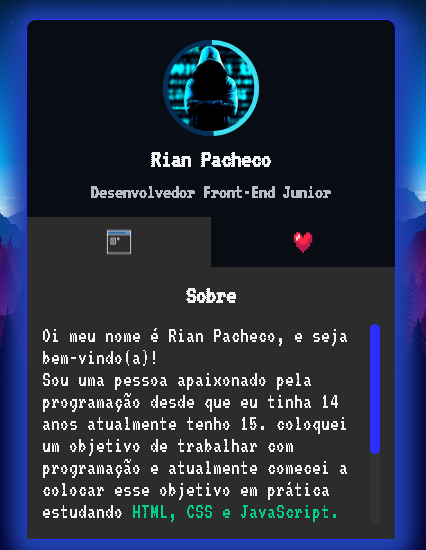 Rian Pacheco
Desenvolvedor Front-End Junior
Sobre
Oi meu nome é Rian Pacheco, e seja
bem-vindo(a)!
Sou uma pessoa apaixonado pela
programação desde que eu tinha 14
anos atualmente tenho 15. coloquei
um objetivo de trabalhar com
programação e atualmente comecei a
colocar esse objetivo em prática
estudando HTML, CSS e JavaScript.